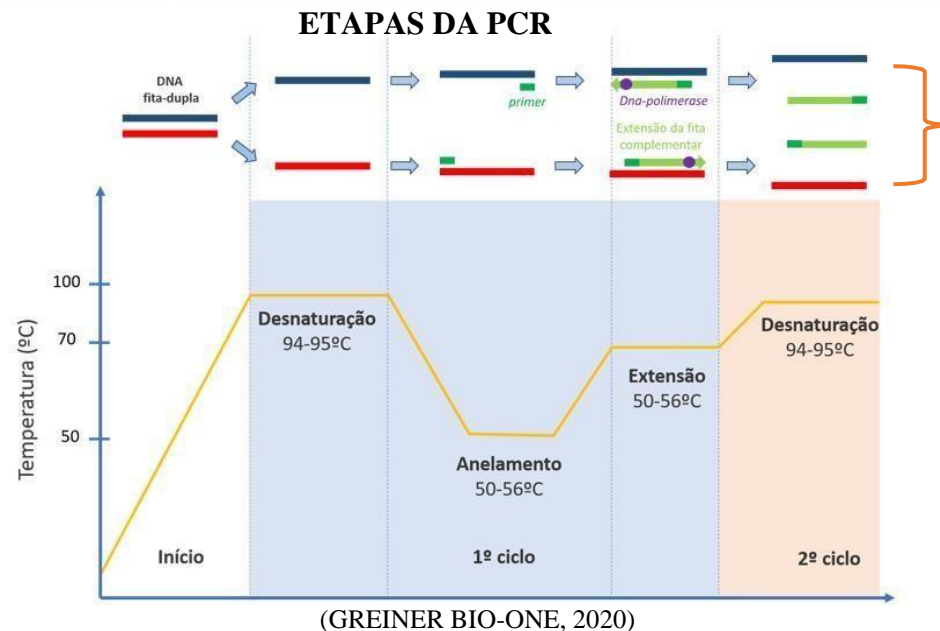 ETAPAS DA PCR
DNA
fita-dupla
primer
Dna-polimerase
Extensão da fita
complementar
Temperatura (ºC)
100
70
50
Desnaturação
94-95ºC
Anelamento
50-56ºC
Extensão
50-56ºC
Desnaturação
94-95ºC
Início
1º ciclo
2º ciclo
(GREINER BIO-ONE, 2020)